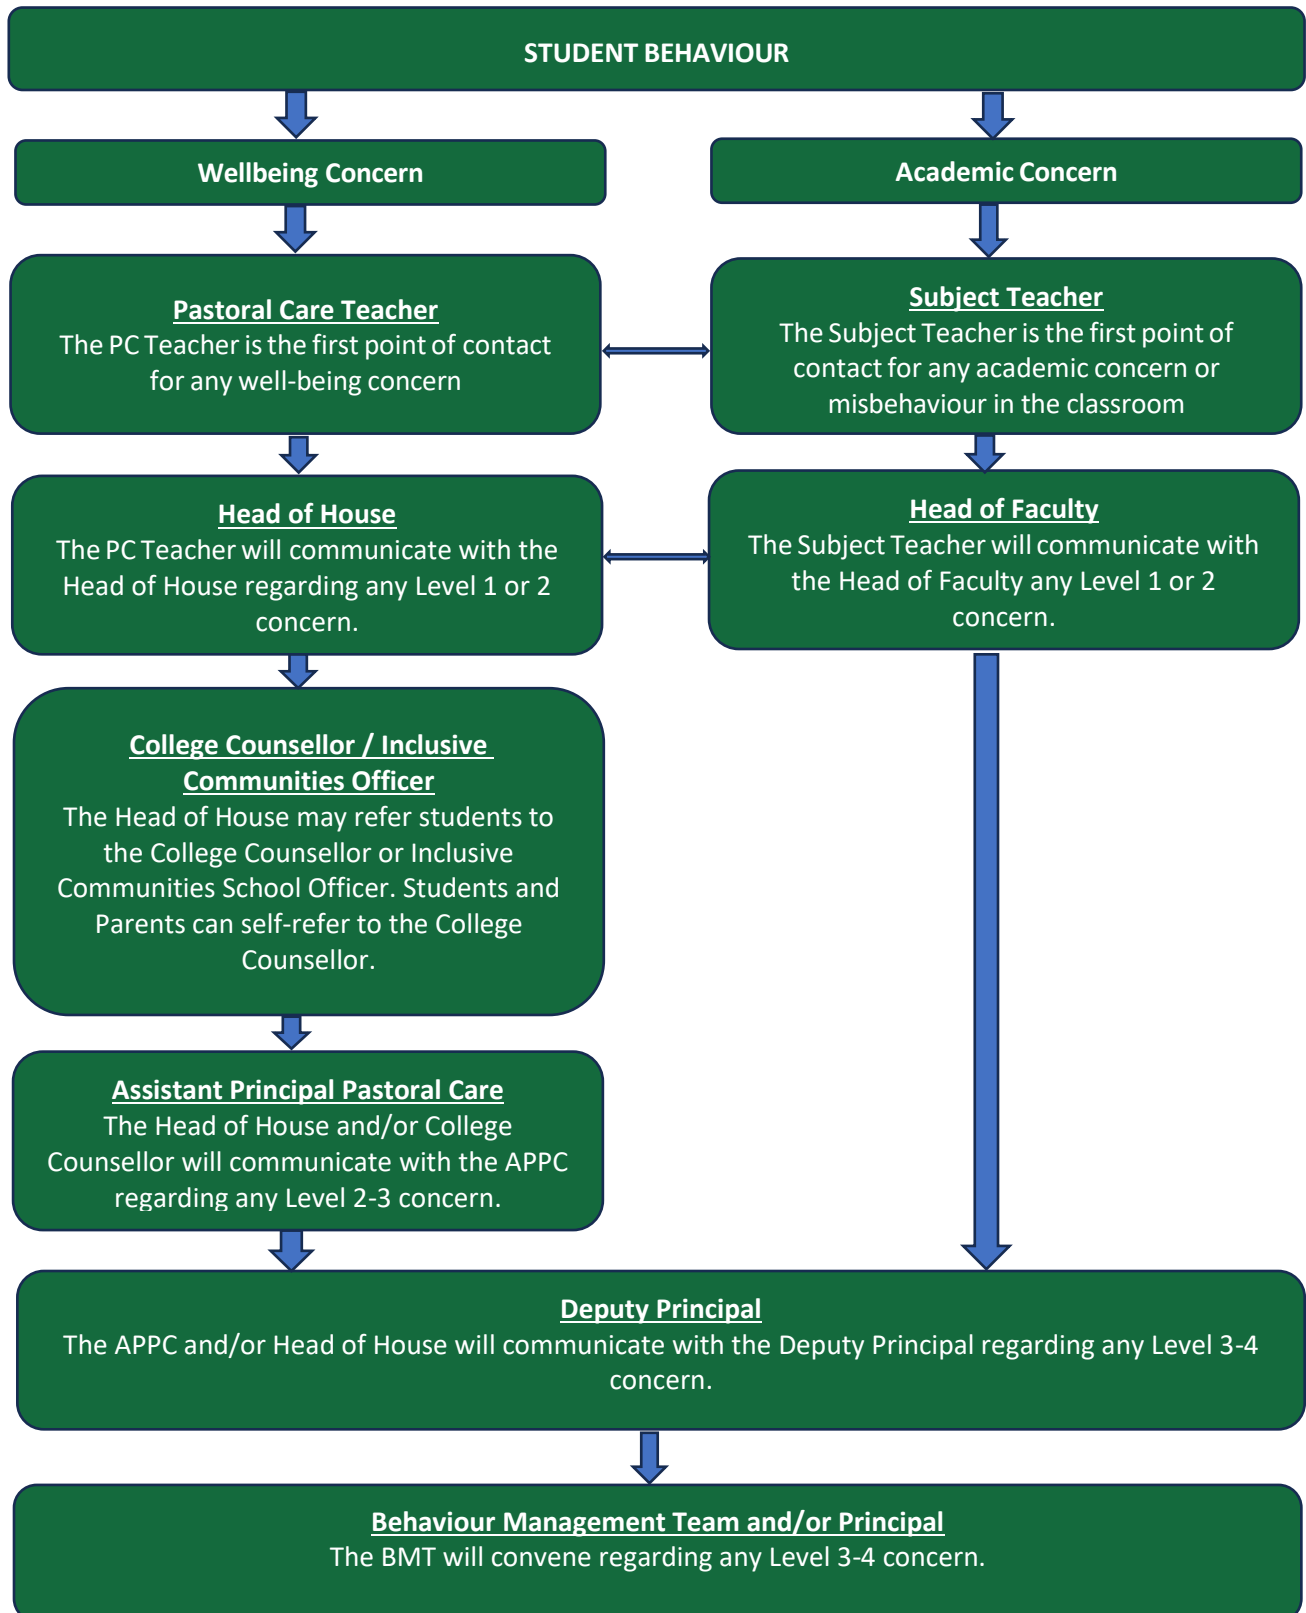 STUDENT BEHAVIOUR
Wellbeing Concern
Academic Concern
Pastoral Care Teacher
The PC Teacher is the first point of contact
for any well-being concern
Subject Teacher
The Subject Teacher is the first point of
contact for any academic concern or
misbehaviour in the classroom
Head of House
The PC Teacher will communicate with the
Head of House regarding any Level 1 or 2
concern.
Head of Faculty
The Subject Teacher will communicate with
the Head of Faculty any Level 1 or 2
concern.
College Counsellor / Inclusive
Communities Officer
The Head of House may refer students to
the College Counsellor or Inclusive
Communities School Officer. Students and
Parents can self-refer to the College
Counsellor.
Assistant Principal Pastoral Care
The Head of House and/or College
Counsellor will communicate with the APPC
regarding any Level 2-3 concern.
Deputy Principal
The APPC and/or Head of House will communicate with the Deputy Principal regarding any Level 3-4
concern.
Behaviour Management Team and/or Principal
The BMT will convene regarding any Level 3-4 concern.